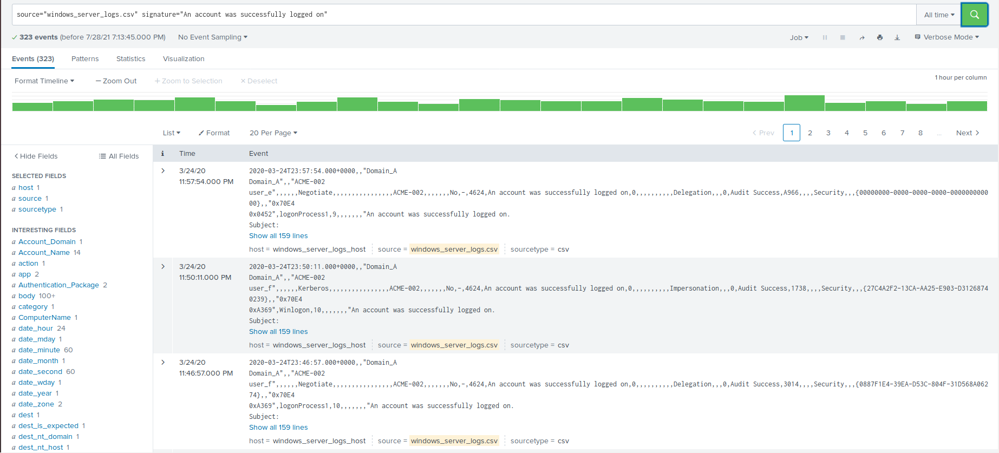 source="windows_server_logs.csv" signature="An account was successfully logged on"
All time
323 events (before 7/28/21 7:13:45.000 PM)
No Event Sampling
Job
Verbose Mode
Events (323)
Patterns
Statistics
Visualization
Format Timeline
— Zoom Out
+ Zoom to Selection
× Deselect
1 hour per column
List
Format
20 Per Page
< Prev
1
2
3
4
5
6
7
8
...
Next >
< Hide Fields
All Fields
SELECTED FIELDS
a host 1
a source 1
a sourcetype 1
INTERESTING FIELDS
a Account_Domain 1
a Account_Name 14
a action 1
a app 2
a Authentication_Package 2
a body 100+
a category 1
a ComputerName 1
a date_hour 24
a date_mday 1
a date_minute 60
a date_month 1
a date_second 60
a date_wday 1
a date_year 1
a date_zone 2
a dest 1
a dest_is_expected 1
a dest_nt_domain 1
a dest_nt_host 1
i
Time
Event
3/24/20
11:57:54.000 PM
2020-03-24T23:57:54.000+0000,,"Domain_A
Domain_A",,"ACME-002
user_e",,,,,,Negotiate,,,,,,,,,,,,,,,,ACME-002,,,,,,,No,-,4624,An account was successfully logged on,0,,,,,,,,,,Delegation,,,0,Audit Success,A966,,,,Security,,,{00000000-0000-0000-0000-0000000000
00},,"0x70E4
0x0452",logonProcess1,9,,,,,,,"An account was successfully logged on.
Subject:
Show all 159 lines
host = windows_server_logs_host
source = windows_server_logs.csv
sourcetype = csv
3/24/20
11:50:11.000 PM
2020-03-24T23:50:11.000+0000,,"Domain_A
Domain_A",,"ACME-002
user_f",,,,,,Kerberos,,,,,,,,,,,,,,,,ACME-002,,,,,,,No,-,4624,An account was successfully logged on,0,,,,,,,,,,Impersonation,,,0,Audit Success,1738,,,,Security,,,{27C4A2F2-13CA-AA25-E903-D3126874
0239},,"0x70E4
0xA369",Winlogon,10,,,,,,,"An account was successfully logged on.
Subject:
Show all 159 lines
host = windows_server_logs_host
source = windows_server_logs.csv
sourcetype = csv
3/24/20
11:46:57.000 PM
2020-03-24T23:46:57.000+0000,,"Domain_A
Domain_A",,"ACME-002
user_f",,,,,,Negotiate,,,,,,,,,,,,,,,,ACME-002,,,,,,,No,-,4624,An account was successfully logged on,0,,,,,,,,,,Delegation,,,0,Audit Success,3014,,,,Security,,,{0887F1E4-39EA-D53C-804F-31D568A062
74},,"0x70E4
0xA369",logonProcess1,10,,,,,,,"An account was successfully logged on.
Subject:
Show all 159 lines
host = windows_server_logs_host
source = windows_server_logs.csv
sourcetype = csv